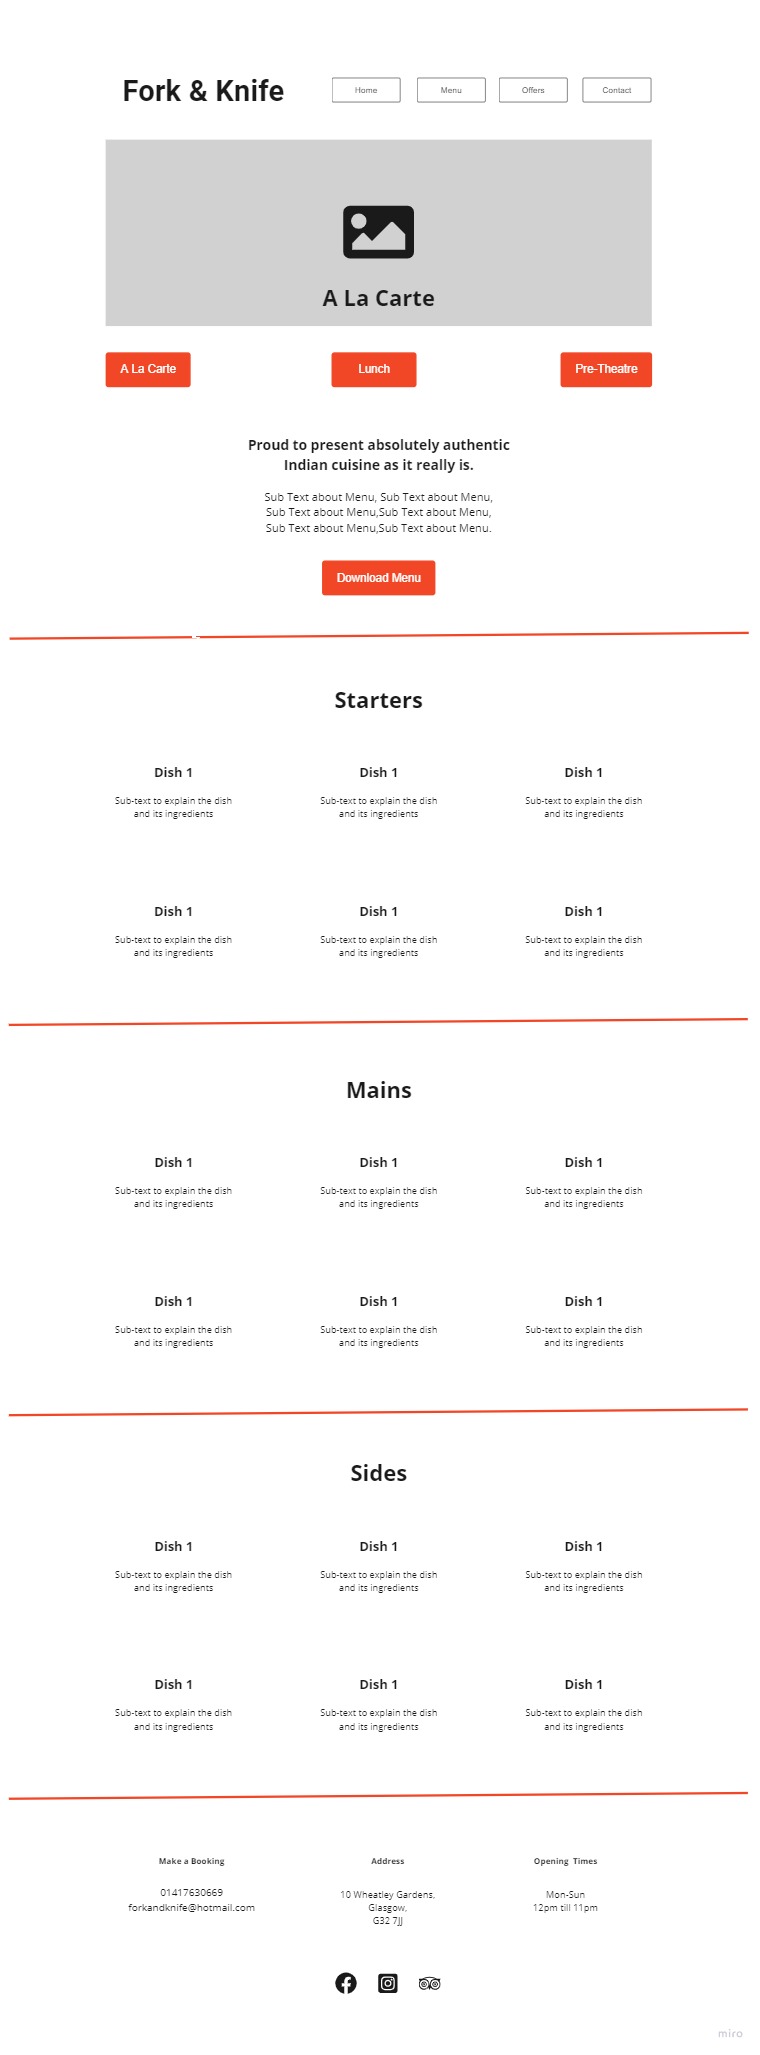 Fork & Knife
Home Menu Offers Contact
A La Carte
A La Carte Lunch Pre-Theatre
Proud to present absolutely authentic
Indian cuisine as it really is.
Sub Text about Menu, Sub Text about Menu,
Sub Text about Menu,Sub Text about Menu,
Sub Text about Menu,Sub Text about Menu.
Download Menu
Starters
Dish 1 Dish 1 Dish 1
Sub-text to explain the dish Sub-text to explain the dish Sub-text to explain the dish
and its ingredients and its ingredients and its ingredients
Dish 1 Dish 1 Dish 1
Sub-text to explain the dish Sub-text to explain the dish Sub-text to explain the dish
and its ingredients and its ingredients and its ingredients
Mains
Dish 1 Dish 1 Dish 1
Sub-text to explain the dish Sub-text to explain the dish Sub-text to explain the dish
and its ingredients and its ingredients and its ingredients
Dish 1 Dish 1 Dish 1
Sub-text to explain the dish Sub-text to explain the dish Sub-text to explain the dish
and its ingredients and its ingredients and its ingredients
Sides
Dish 1 Dish 1 Dish 1
Sub-text to explain the dish Sub-text to explain the dish Sub-text to explain the dish
and its ingredients and its ingredients and its ingredients
Dish 1 Dish 1 Dish 1
Sub-text to explain the dish Sub-text to explain the dish Sub-text to explain the dish
and its ingredients and its ingredients and its ingredients
Make a Booking
01417630669
forkandknife@hotmail.com
Address
10 Wheatley Gardens,
Glasgow,
G32 7JJ
Opening Times
Mon-Sun
12pm till 11pm
miro